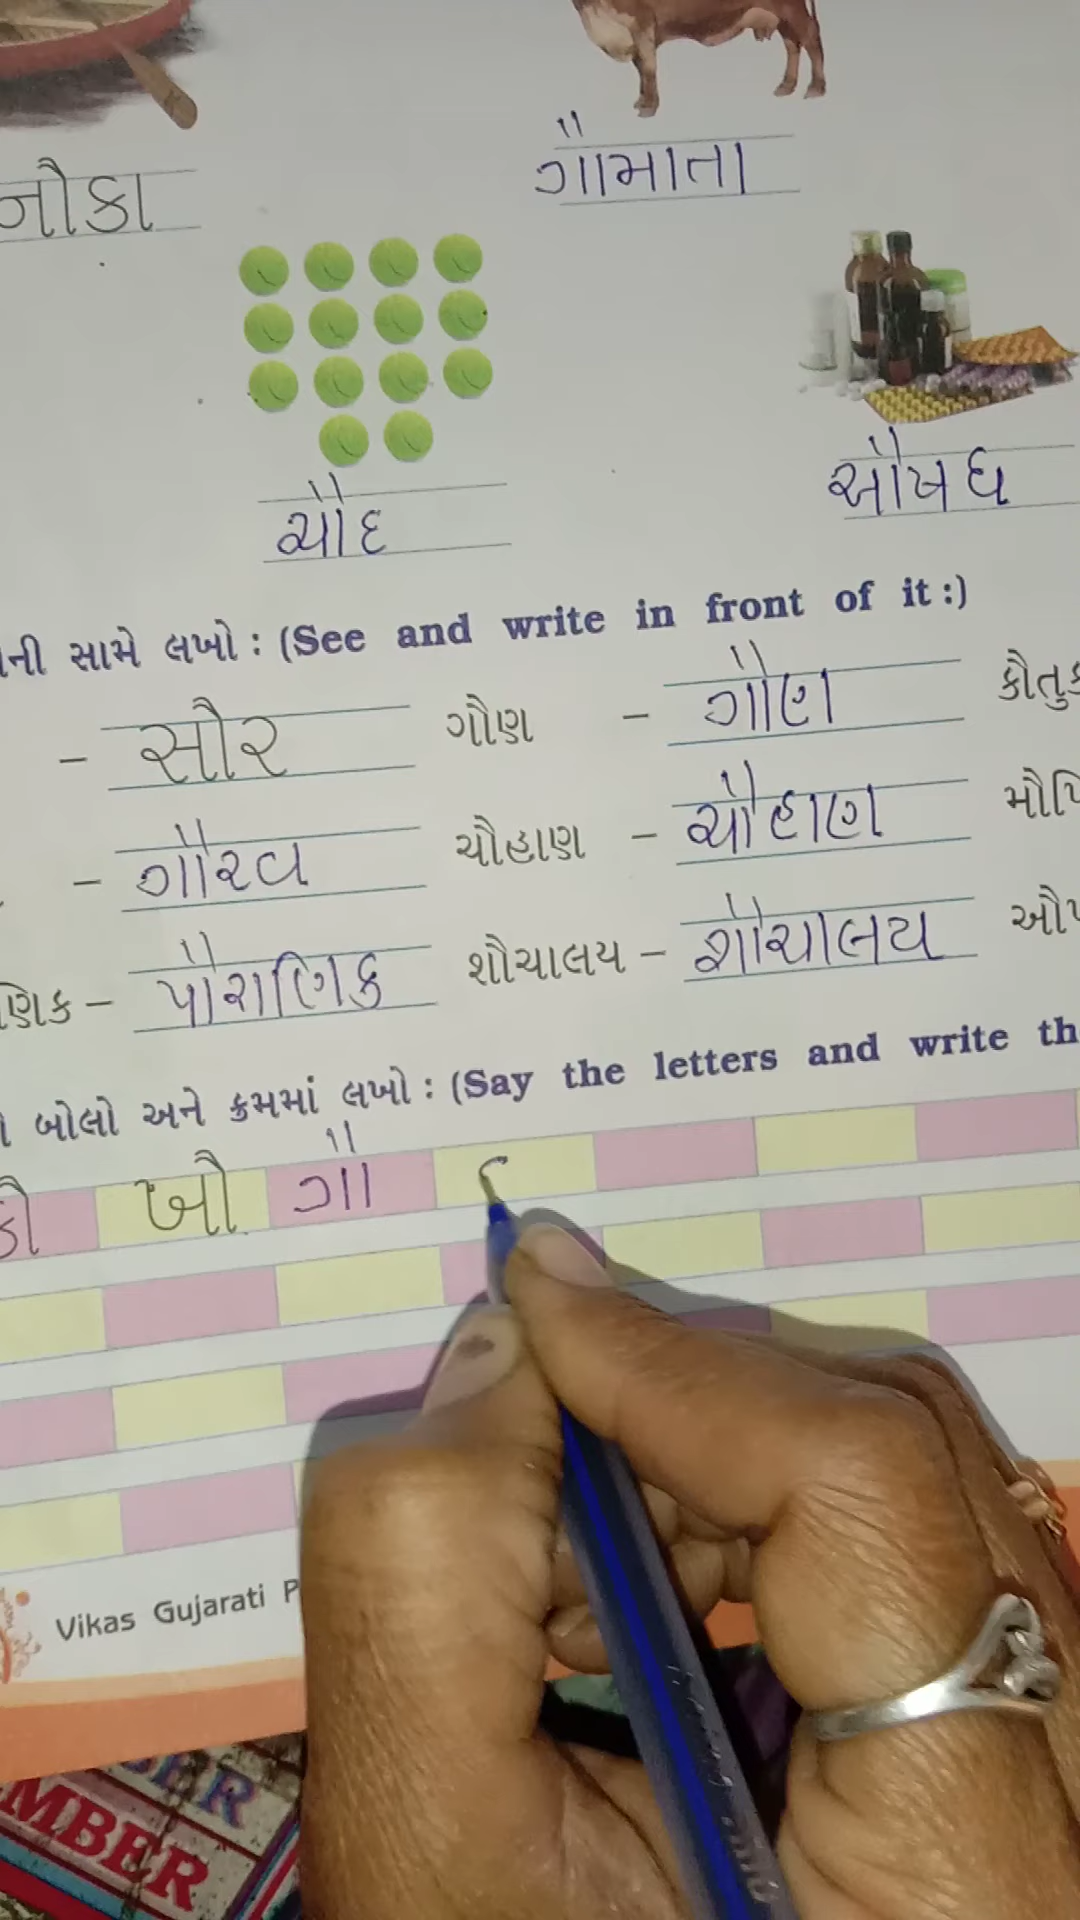 નૌકા ગૌમાતા
ચૌદ ઔષધ
ની સામે લખો : (See and write in front of it :)
- સૌર ગૌણ - ગૌણ
- ગૌરવ ચૌહાણ - ચૌહાણ
ણિક - પૌરાણિક શૌચાલય - શૌચાલય
બોલો અને ક્રમમાં લખો : (Say the letters and write
કૌ ખૌ ગૌ
Vikas Gujarati
MBER